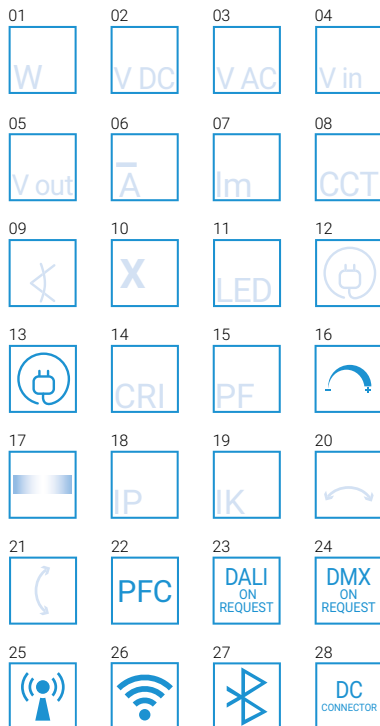 01 02 03 04
W V DC V AC V in
05 06 07 08
V out A lm CCT
09 10 11 12
X LED
13 14 15 16
CRI PF - +
17 18 19 20
IP IK
21 22 23 24
PFC DALI ON REQUEST DMX ON REQUEST
25 26 27 28
DC CONNECTOR